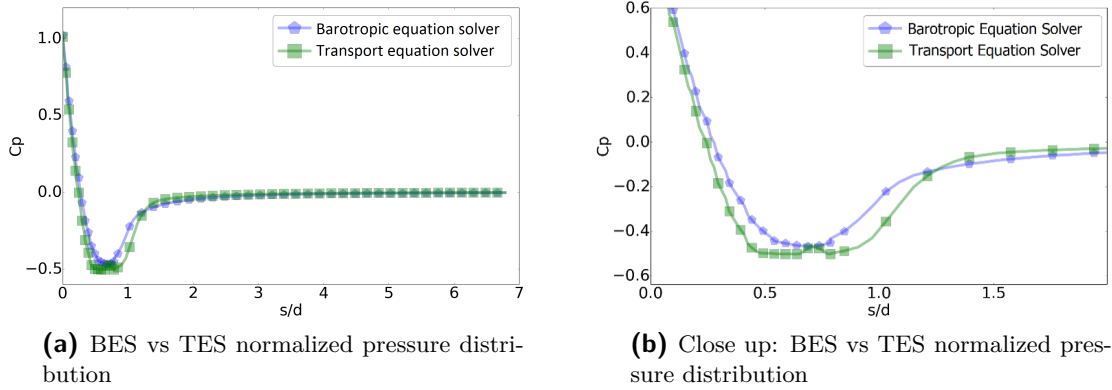 Barotropic equation solver
Transport equation solver
1.0
0.5
0.0
−0.5
Cp
0
1
2
3
4
5
6
7
s/d
(a) BES vs TES normalized pressure distri-
bution
Barotropic Equation Solver
Transport Equation Solver
0.6
0.4
0.2
0.0
−0.2
−0.4
−0.6
Cp
0.0
0.5
1.0
1.5
s/d
(b) Close up: BES vs TES normalized pres-
sure distribution